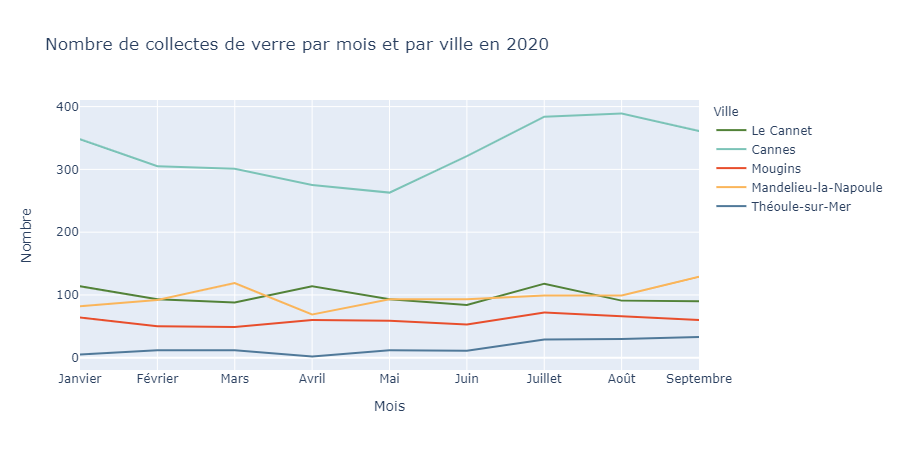 Nombre de collectes de verre par mois et par ville en 2020
Ville
Le Cannet
Cannes
Mougins
Mandelieu-la-Napoule
Théoule-sur-Mer
Nombre
400
300
200
100
0
Janvier
Février
Mars
Avril
Mai
Juin
Juillet
Août
Septembre
Mois